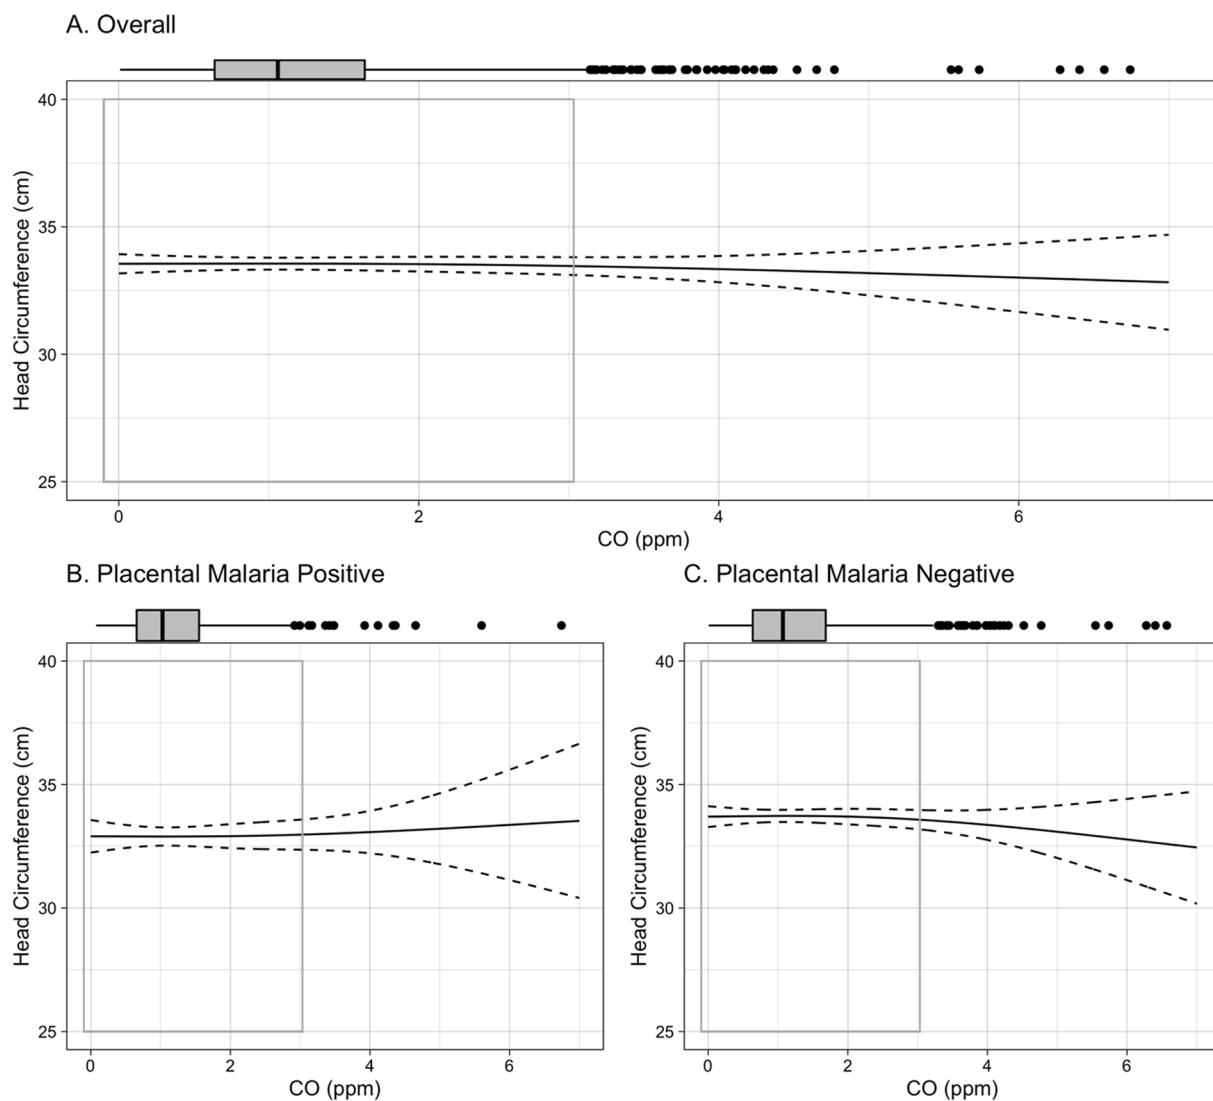 A. Overall
40
35
30
25
Head Circumference (cm)
0 2 4 6
CO (ppm)
B. Placental Malaria Positive
40
35
30
25
Head Circumference (cm)
0 2 4 6
CO (ppm)
C. Placental Malaria Negative
40
35
30
25
Head Circumference (cm)
0 2 4 6
CO (ppm)